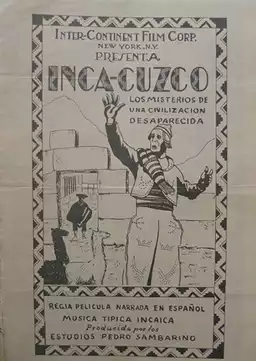 INTER-CONTINENT FILM CORP.
NEW YORK. N.Y.
PRESENTA
INCA-CUZCO
LOS MISTERIOS DE
UNA CIVILIZACION
DESAPARECIDA
REGIA PELICULA NARRADA EN ESPAÑOL
MUSICA TIPICA INCAICA
Producida por los
ESTUDIOS PEDRO SAMBARINO